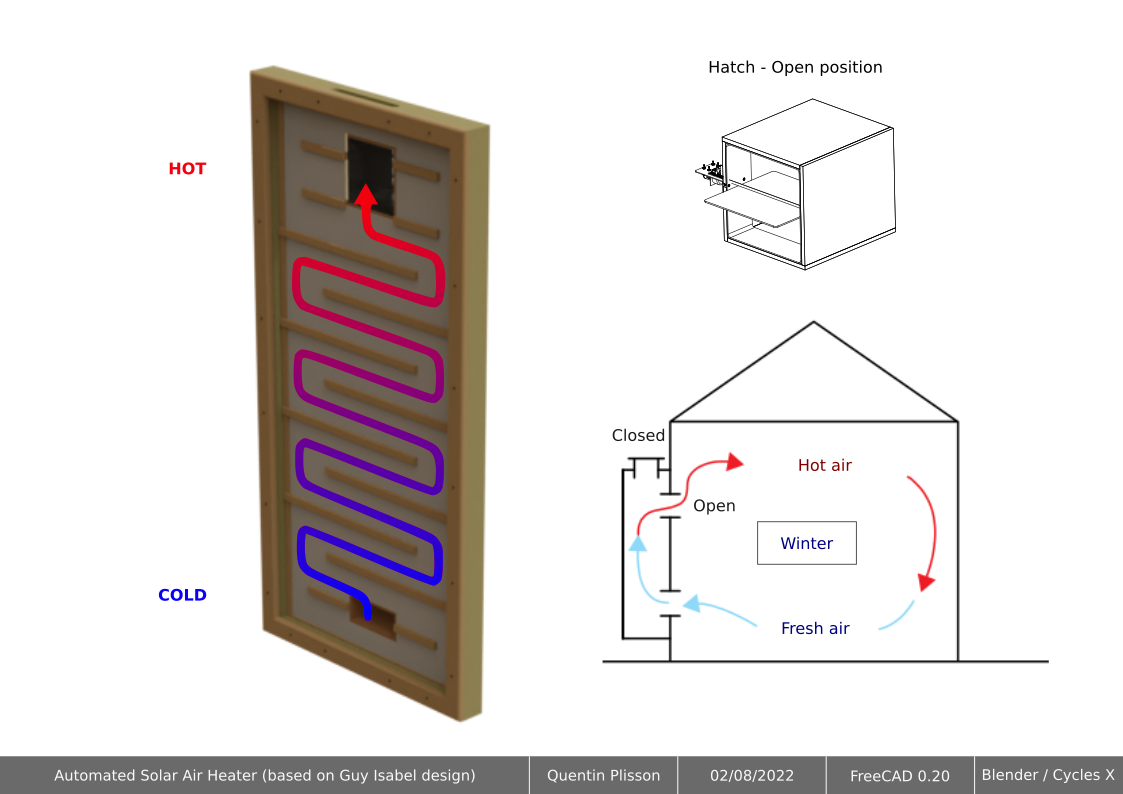 Hatch - Open position
HOT
COLD
Closed
Hot air
Open
Winter
Fresh air
Automated Solar Air Heater (based on Guy Isabel design)
Quentin Plisson
02/08/2022
FreeCAD 0.20
Blender / Cycles X